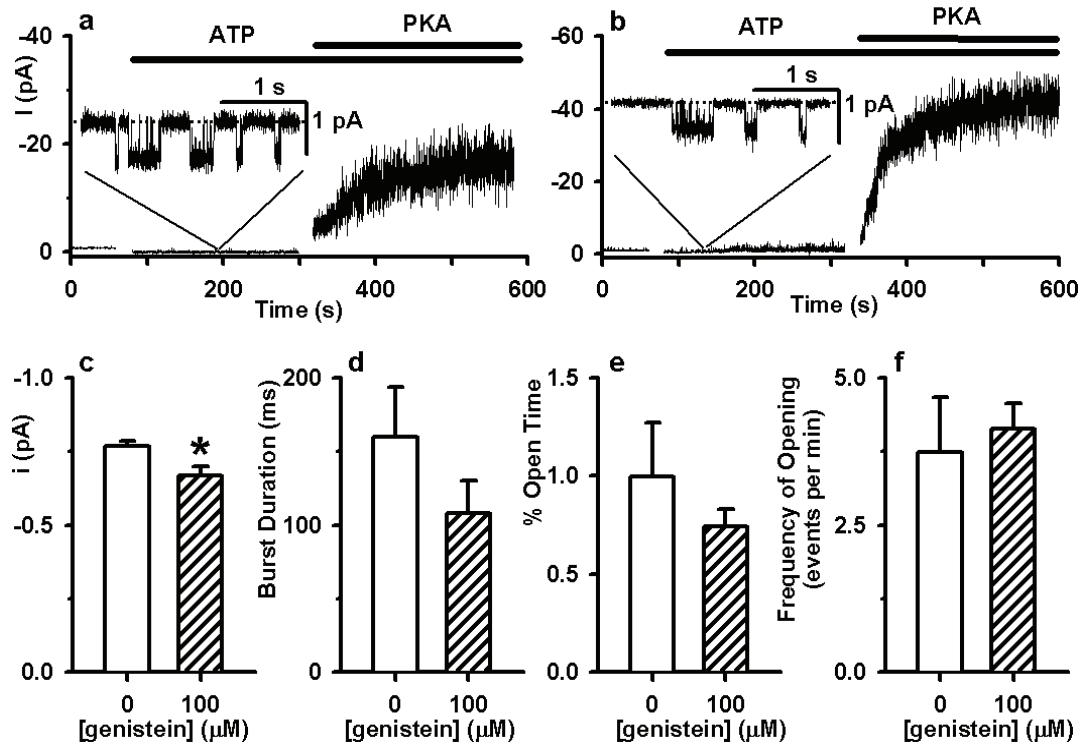 a
ATP
PKA
I (pA)
-40
-20
0
1 s
1 pA
0
200
400
600
Time (s)
b
ATP
PKA
-60
-40
-20
0
1 s
1 pA
0
200
400
600
Time (s)
c
i (pA)
-1.0
-0.5
0.0
*
0
100
[genistein] (μM)
d
Burst Duration (ms)
200
100
0
0
100
[genistein] (μM)
e
% Open Time
1.5
1.0
0.5
0.0
0
100
[genistein] (μM)
f
Frequency of Opening
(events per min)
5.0
2.5
0.0
0
100
[genistein] (μM)